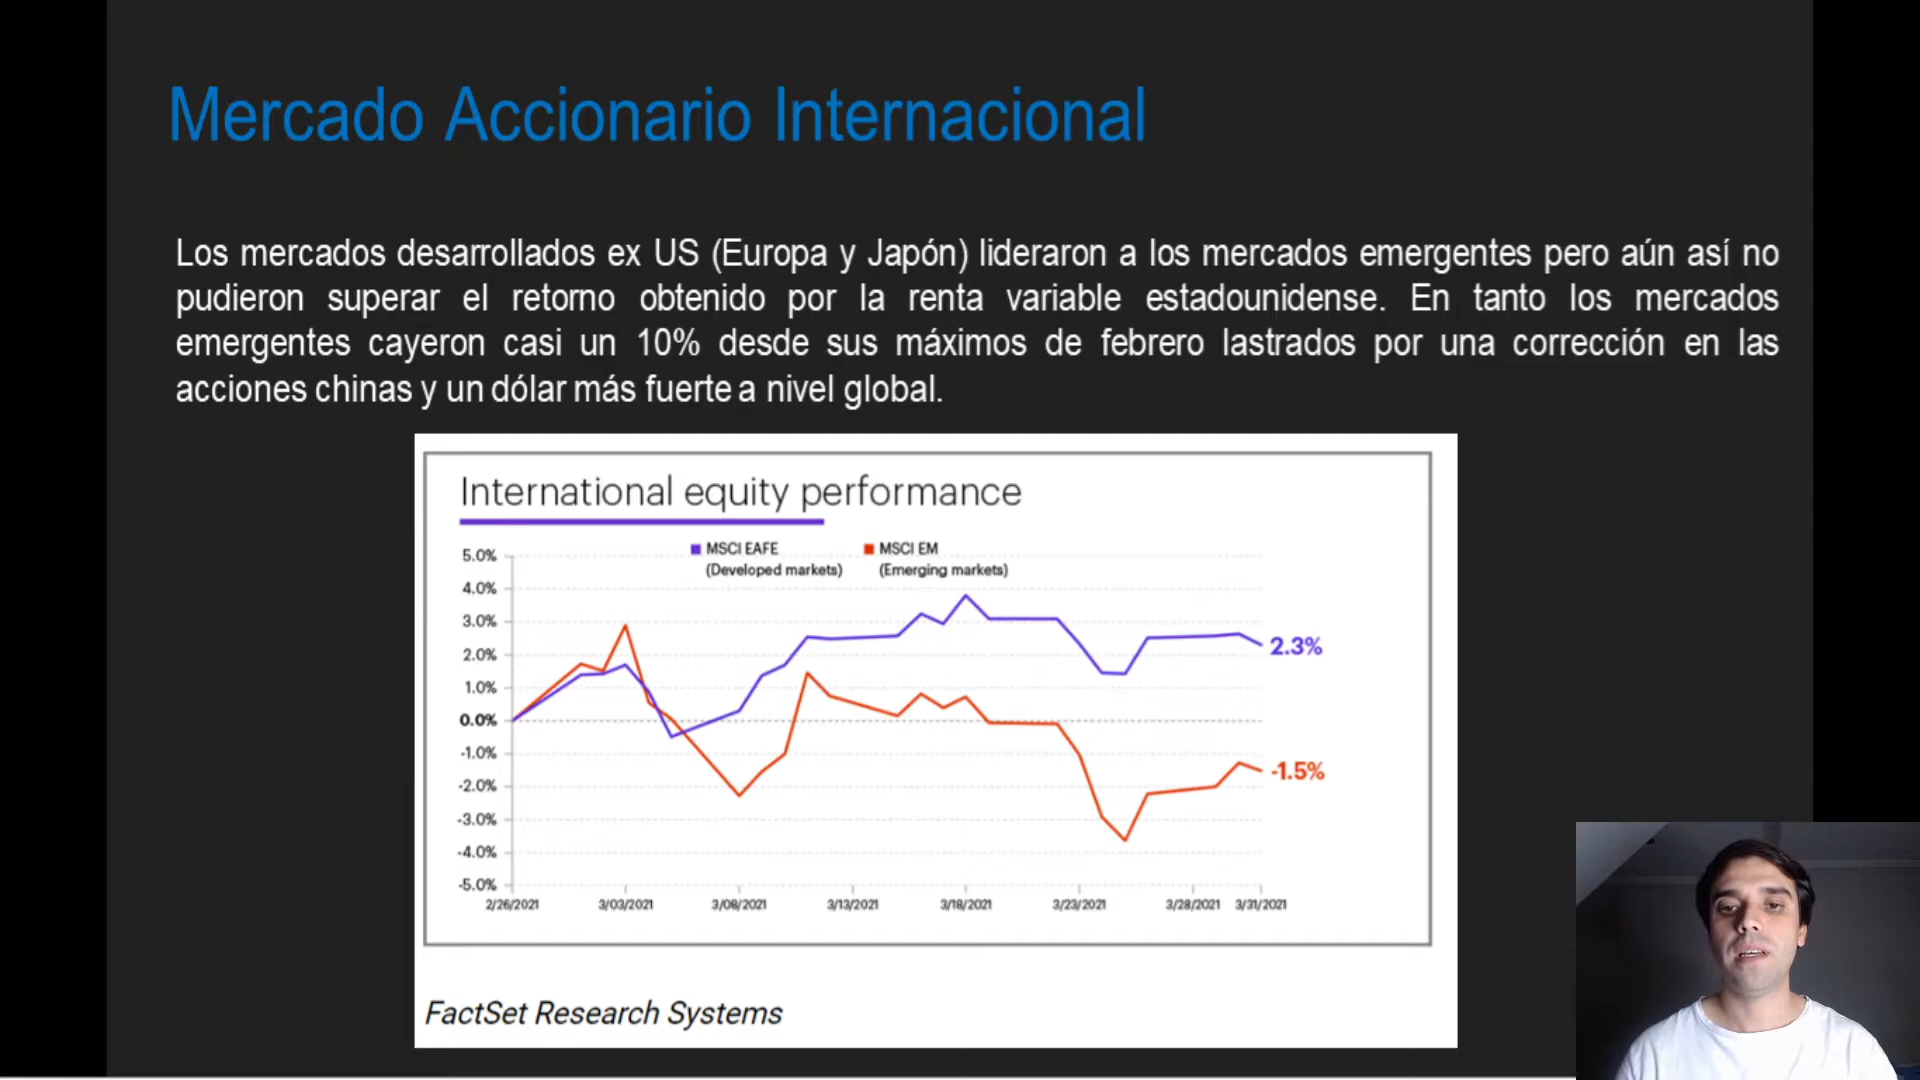 Mercado Accionario Internacional
Los mercados desarrollados ex US (Europa y Japón) lideraron a los mercados emergentes pero aún así no
pudieron superar el retorno obtenido por la renta variable estadounidense. En tanto los mercados
emergentes cayeron casi un 10% desde sus máximos de febrero lastrados por una corrección en las
acciones chinas y un dólar más fuerte a nivel global.
International equity performance
MSCI EAFE
(Developed markets)
MSCI EM
(Emerging markets)
5.0%
4.0%
3.0%
2.0%
1.0%
0.0%
-1.0%
-2.0%
-3.0%
-4.0%
-5.0%
2.3%
-1.5%
2/26/2021 3/03/2021 3/08/2021 3/13/2021 3/18/2021 3/23/2021 3/28/2021 3/31/2021
FactSet Research Systems